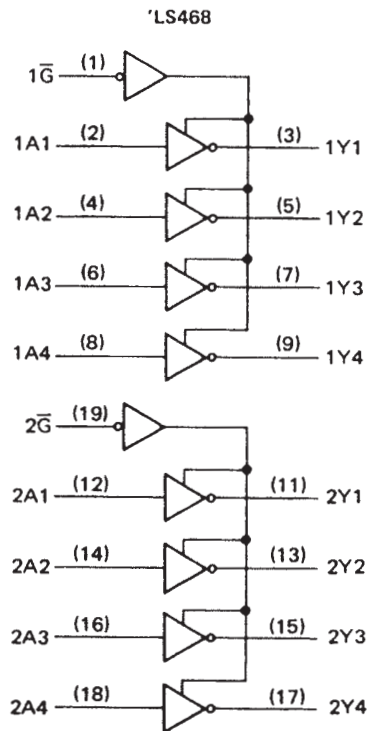 'LS468
1G̅ (1)
1A1 (2) (3) 1Y1
1A2 (4) (5) 1Y2
1A3 (6) (7) 1Y3
1A4 (8) (9) 1Y4
2G̅ (19)
2A1 (12) (11) 2Y1
2A2 (14) (13) 2Y2
2A3 (16) (15) 2Y3
2A4 (18) (17) 2Y4